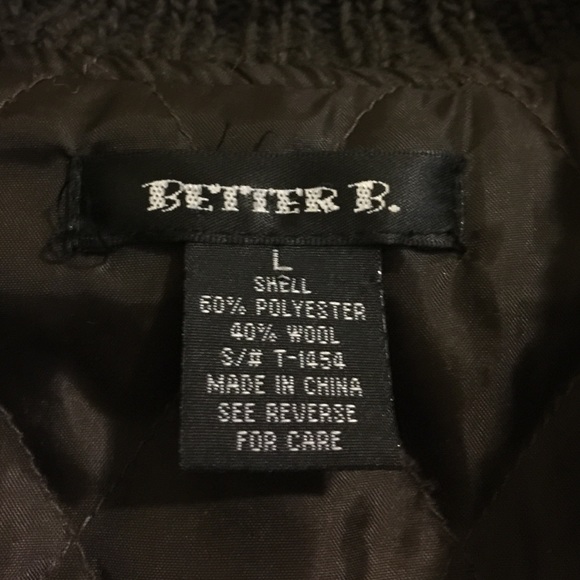 BETTER B.
L
SHELL
60% POLYESTER
40% WOOL
S/# T-1454
MADE IN CHINA
SEE REVERSE
FOR CARE